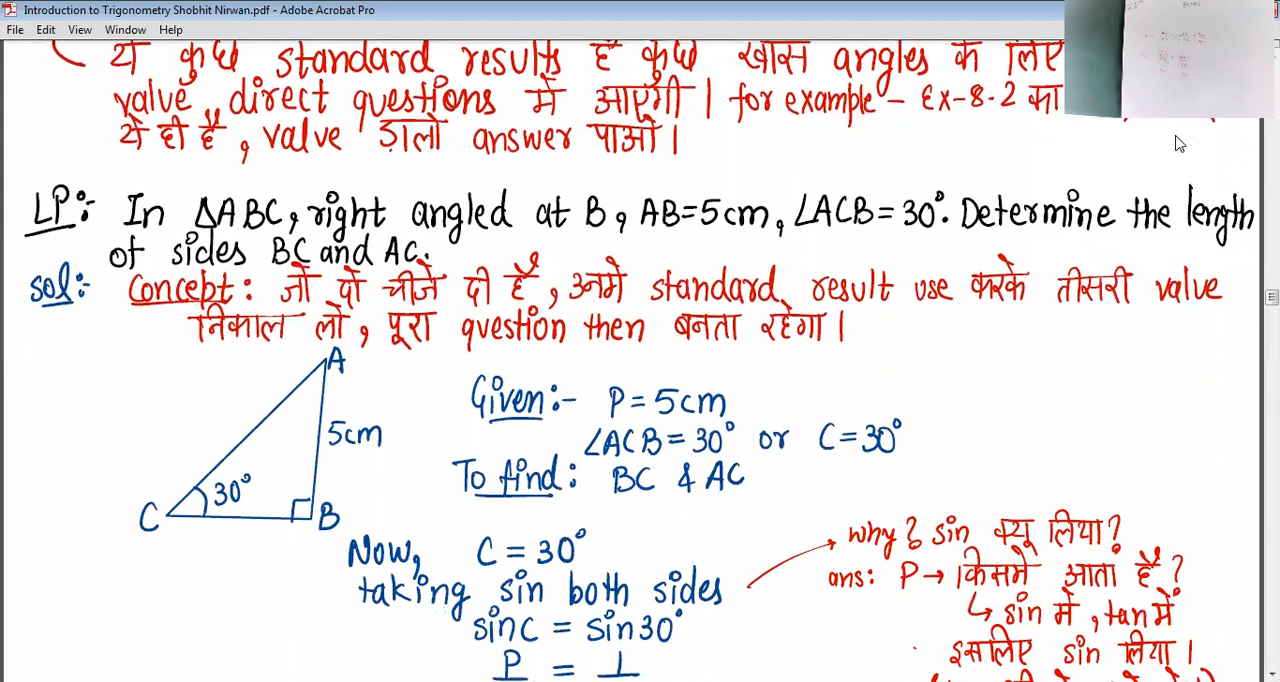 Introduction to Trigonometry Shobhit Nirwan.pdf - Adobe Acrobat Pro
File Edit View Window Help
ये कुछ standard results हैं कुछ खास angles के लिए
value direct questions में आएगी। for example - Ex-8.2 का
ये ही है, value डालो answer पाओ।
LP:- In ΔABC, right angled at B, AB=5cm, ∠ACB=30°. Determine the length
of sides BC and AC.
Sol:- Concept: जो दो चीजें दी हैं, उनमे standard result use करके तीसरी value
निकाल लो, पूरा question then बनता रहेगा।
A
Given:- P=5cm
5cm
∠ACB=30° or C=30°
To find: BC & AC
30°
C
B
Now, C=30°
why? sin क्यू लिया?
taking sin both sides
ans: P→ किसमे आता है?
↳ sin में, tan में
sinC = sin30°
इसलिए sin लिया।
P = 1